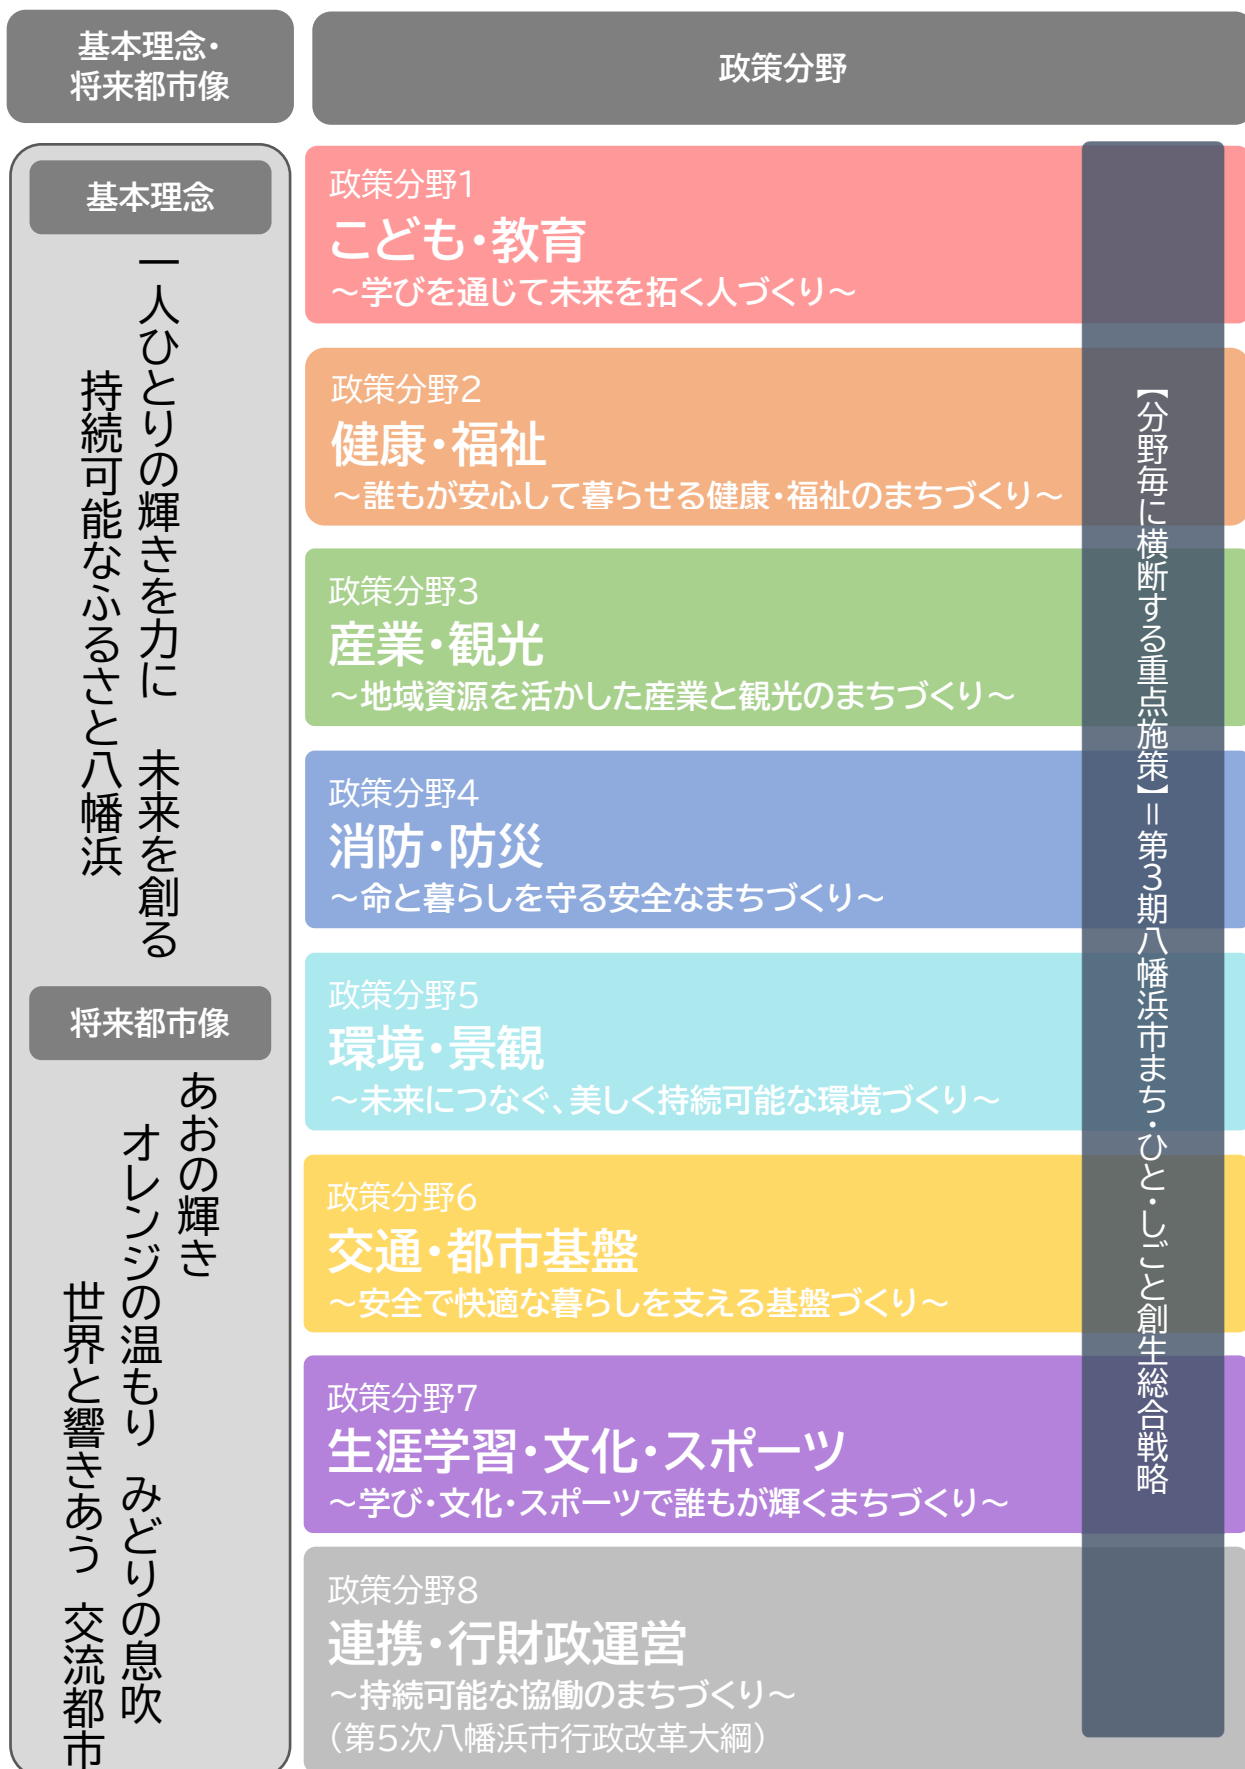 基本理念・
将来都市像
政策分野
基本理念
一人ひとりの輝きを力に　未来を創る
持続可能なふるさと八幡浜
将来都市像
あおの輝き
オレンジの温もり みどりの息吹
世界と響きあう 交流都市
政策分野1
こども・教育
～学びを通じて未来を拓く人づくり～
政策分野2
健康・福祉
～誰もが安心して暮らせる健康・福祉のまちづくり～
政策分野3
産業・観光
～地域資源を活かした産業と観光のまちづくり～
政策分野4
消防・防災
～命と暮らしを守る安全なまちづくり～
政策分野5
環境・景観
～未来につなぐ、美しく持続可能な環境づくり～
政策分野6
交通・都市基盤
～安全で快適な暮らしを支える基盤づくり～
政策分野7
生涯学習・文化・スポーツ
～学び・文化・スポーツで誰もが輝くまちづくり～
政策分野8
連携・行財政運営
～持続可能な協働のまちづくり～
（第5次八幡浜市行政改革大綱）
【分野毎に横断する重点施策】＝第3期八幡浜市まち・ひと・しごと創生総合戦略